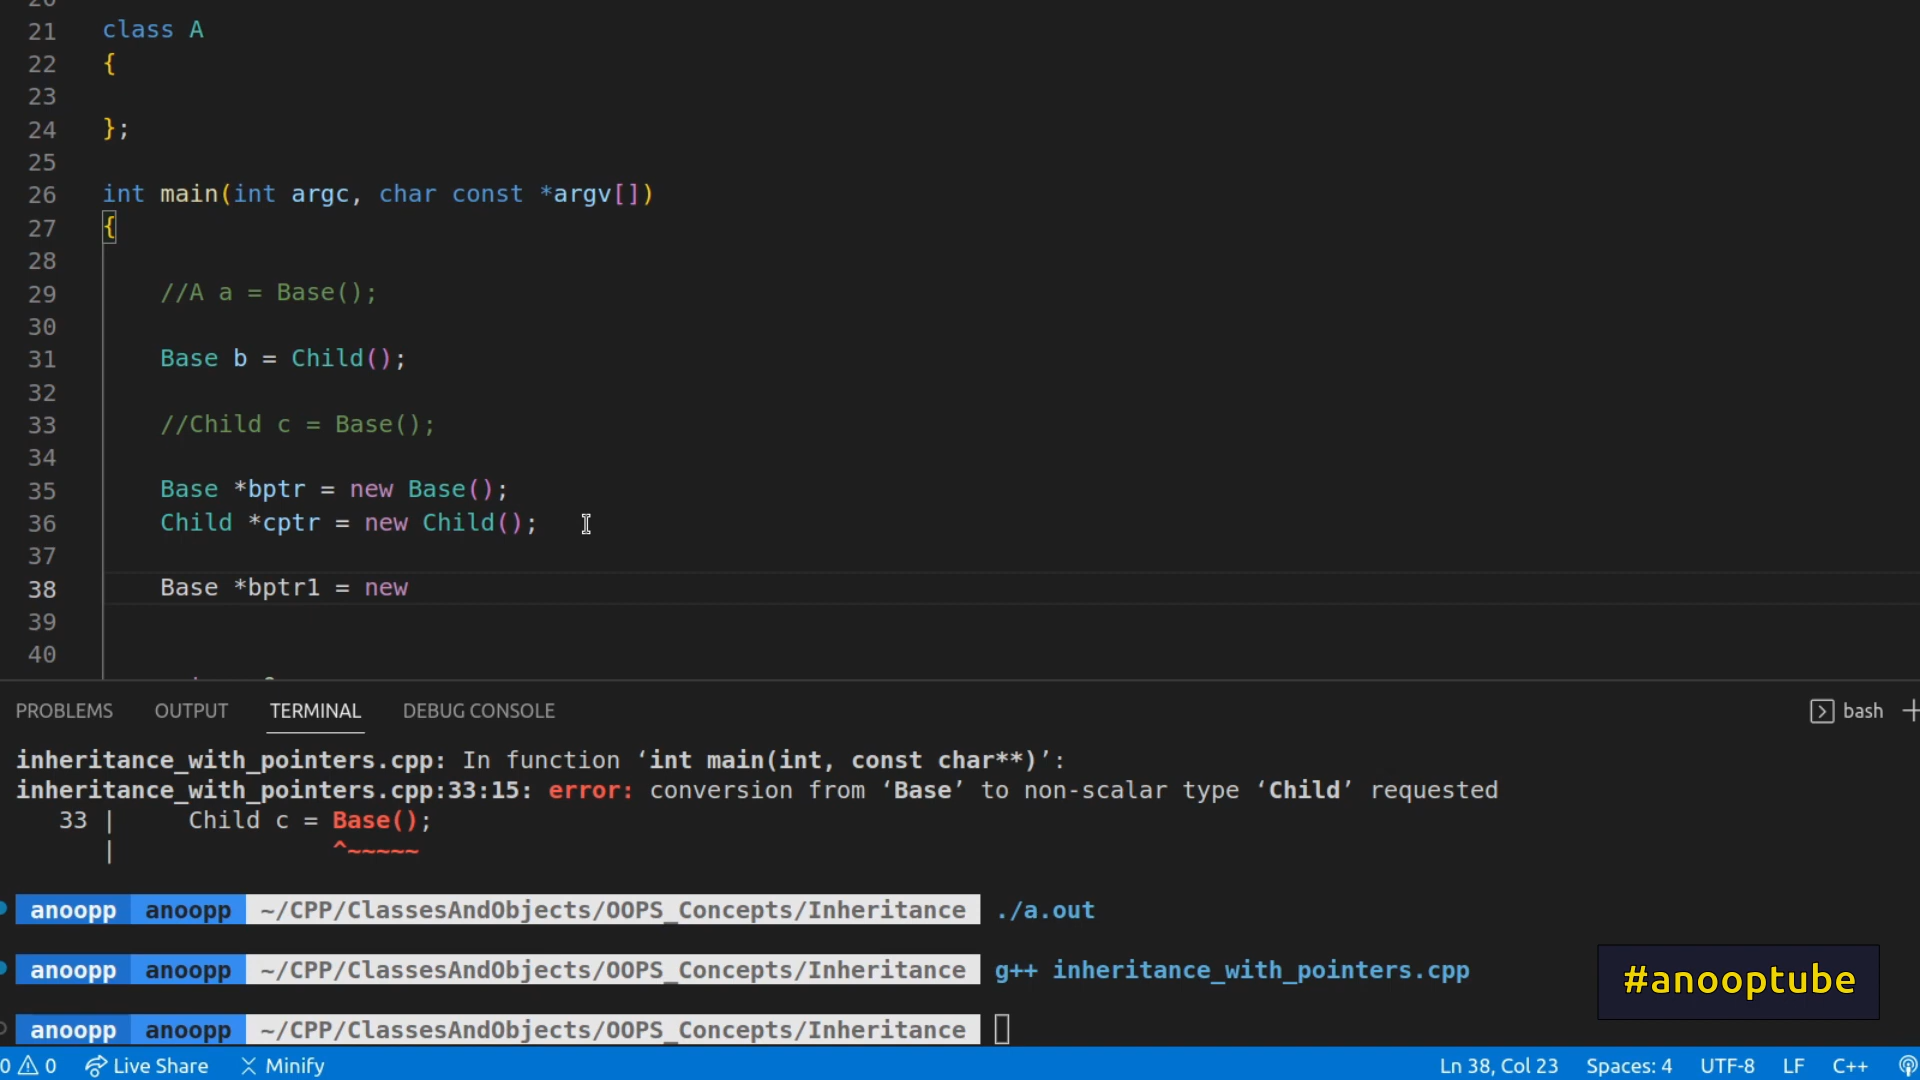 21 class A
22 {
23
24 };
25
26 int main(int argc, char const *argv[])
27 {
28
29 //A a = Base();
30
31 Base b = Child();
32
33 //Child c = Base();
34
35 Base *bptr = new Base();
36 Child *cptr = new Child();
37
38 Base *bptr1 = new
39
40
PROBLEMS OUTPUT TERMINAL DEBUG CONSOLE bash
inheritance_with_pointers.cpp: In function ‘int main(int, const char**)’:
inheritance_with_pointers.cpp:33:15: error: conversion from ‘Base’ to non-scalar type ‘Child’ requested
33 | Child c = Base();
| ^~~~~~
anoopp anoopp ~/CPP/ClassesAndObjects/OOPS_Concepts/Inheritance ./a.out
anoopp anoopp ~/CPP/ClassesAndObjects/OOPS_Concepts/Inheritance g++ inheritance_with_pointers.cpp
#anooptube
anoopp anoopp ~/CPP/ClassesAndObjects/OOPS_Concepts/Inheritance
0 0 Live Share Minify Ln 38, Col 23 Spaces: 4 UTF-8 LF C++